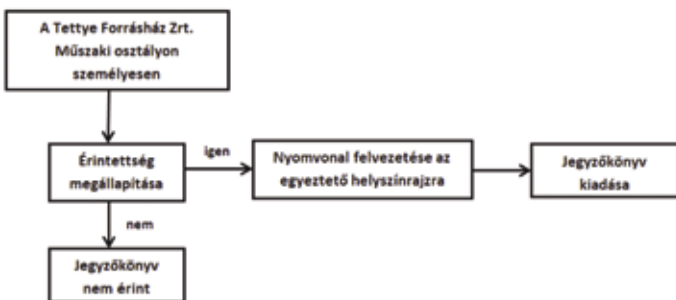 A Tettye Forrásház Zrt.
Műszaki osztályon
személyesen
Érintettség
megállapítása
igen
Nyomvonal felvezetése az
egyeztető helyszínrajzra
Jegyzőkönyv
kiadása
nem
Jegyzőkönyv
nem érint